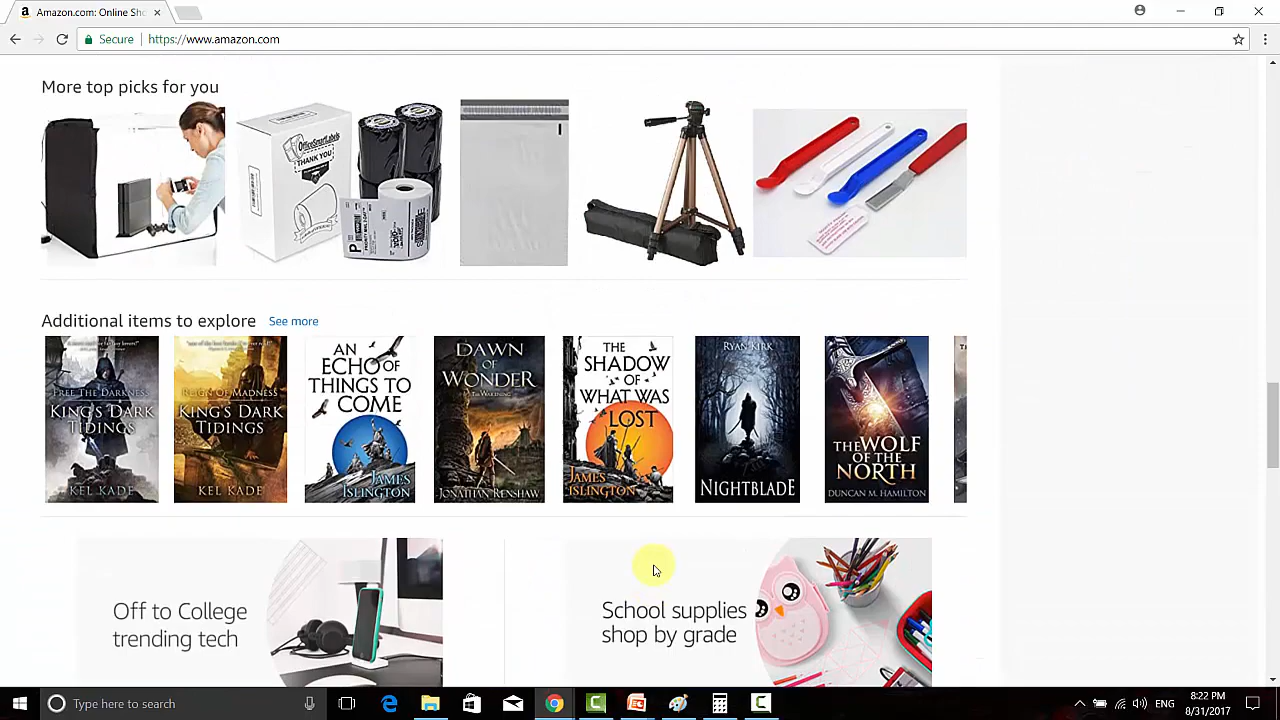 Amazon.com: Online Sho
Secure
https://www.amazon.com
More top picks for you
OfficeSmartLabels
THANK YOU
P
Additional items to explore
See more
FREE THE DARKNESS
KING'S DARK
TIDINGS
KEL KADE
REIGN OF MADNESS
KING'S DARK
TIDINGS
KEL KADE
AN
ECHO OF
THINGS TO
COME
JAMES
ISLINGTON
DAWN
OF
WONDER
THE WAKENING
JONATHAN RENSHAW
THE
SHADOW
OF
WHAT WAS
LOST
JAMES
ISLINGTON
RYAN KIRK
NIGHTBLADE
THE WOLF
OF THE
NORTH
DUNCAN M. HAMILTON
Off to College
trending tech
School supplies
shop by grade
Type here to search
ENG
8:22 PM
8/31/2017